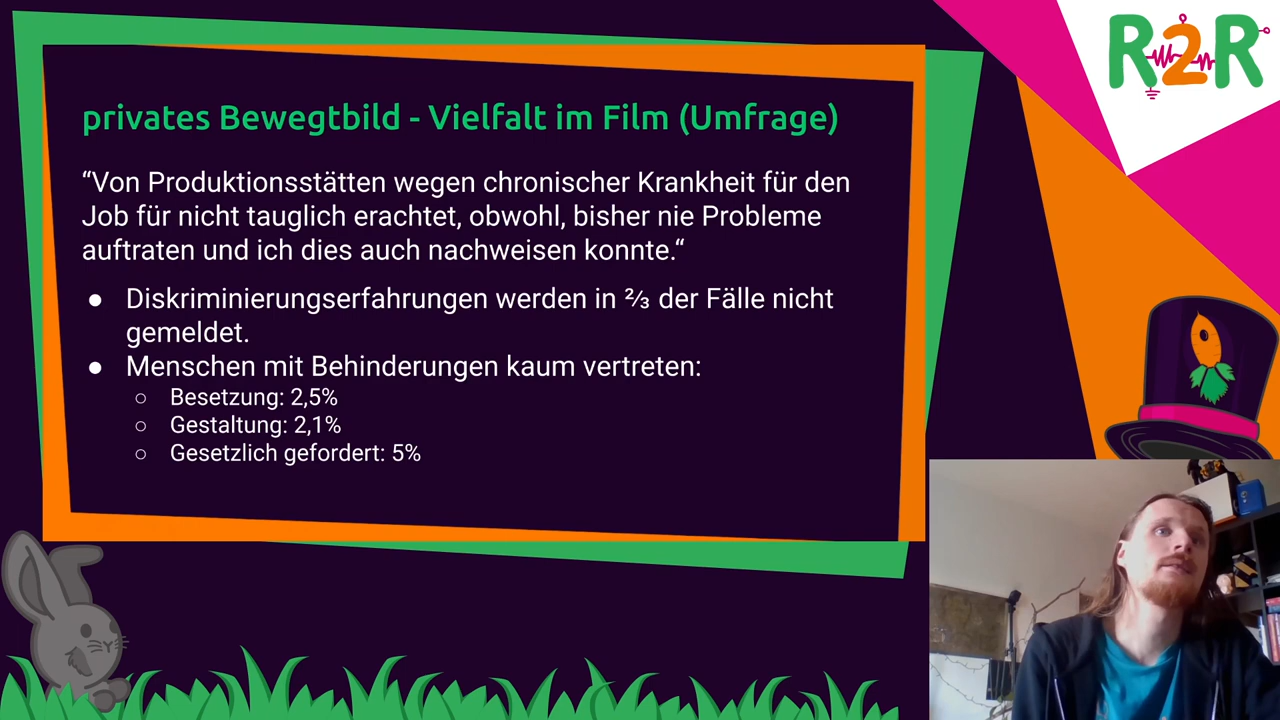 R2R
privates Bewegtbild - Vielfalt im Film (Umfrage)
“Von Produktionsstätten wegen chronischer Krankheit für den
Job für nicht tauglich erachtet, obwohl, bisher nie Probleme
auftraten und ich dies auch nachweisen konnte.“
● Diskriminierungserfahrungen werden in ⅔ der Fälle nicht
gemeldet.
● Menschen mit Behinderungen kaum vertreten:
○ Besetzung: 2,5%
○ Gestaltung: 2,1%
○ Gesetzlich gefordert: 5%